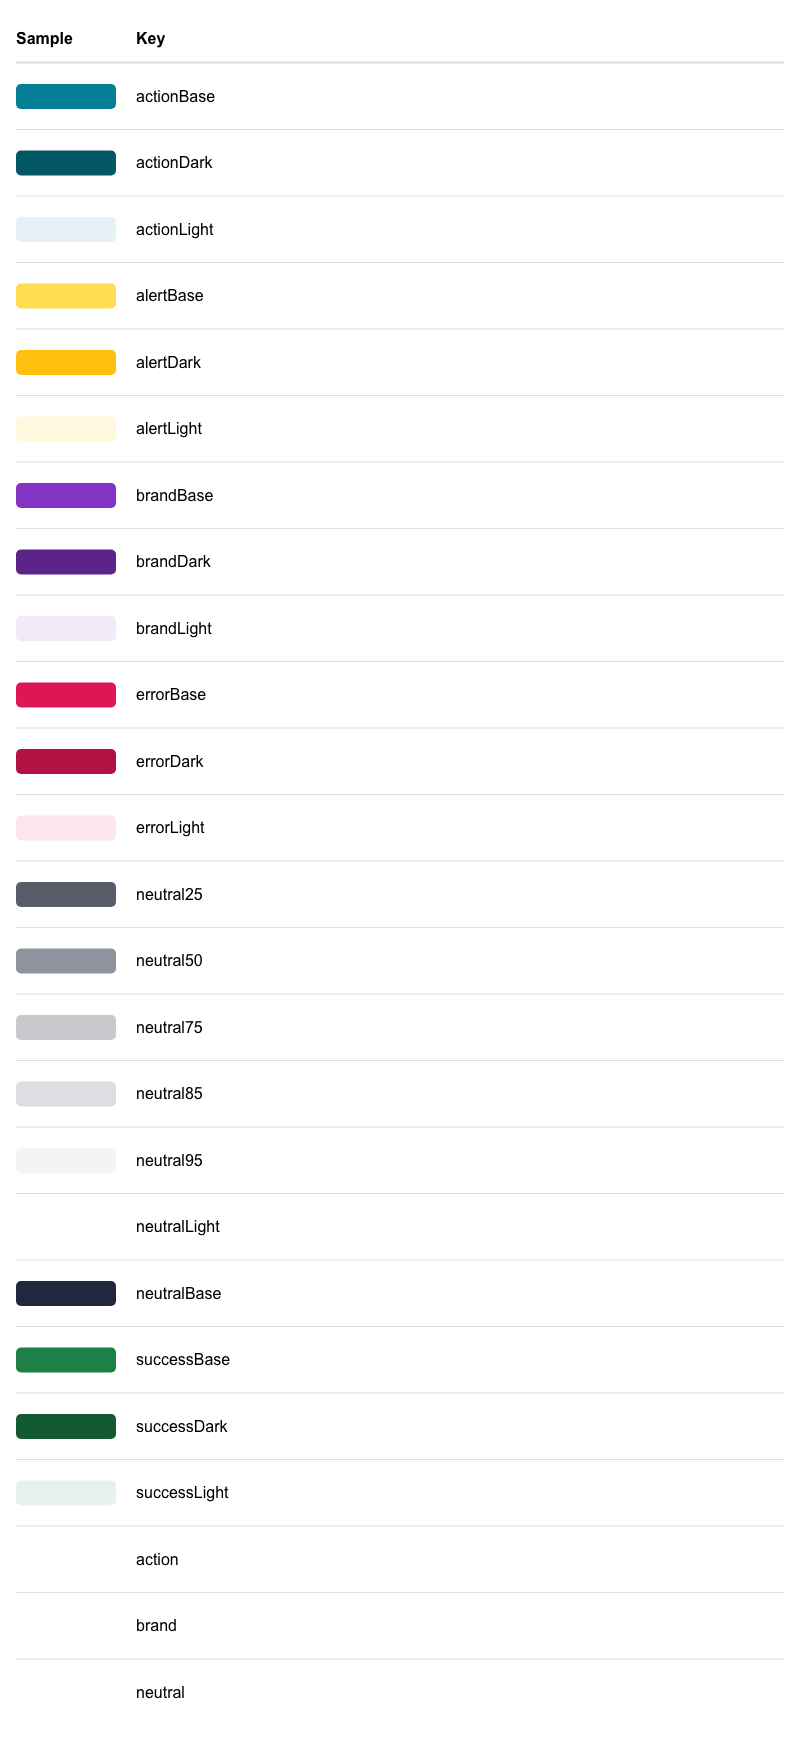 Sample Key
actionBase
actionDark
actionLight
alertBase
alertDark
alertLight
brandBase
brandDark
brandLight
errorBase
errorDark
errorLight
neutral25
neutral50
neutral75
neutral85
neutral95
neutralLight
neutralBase
successBase
successDark
successLight
action
brand
neutral